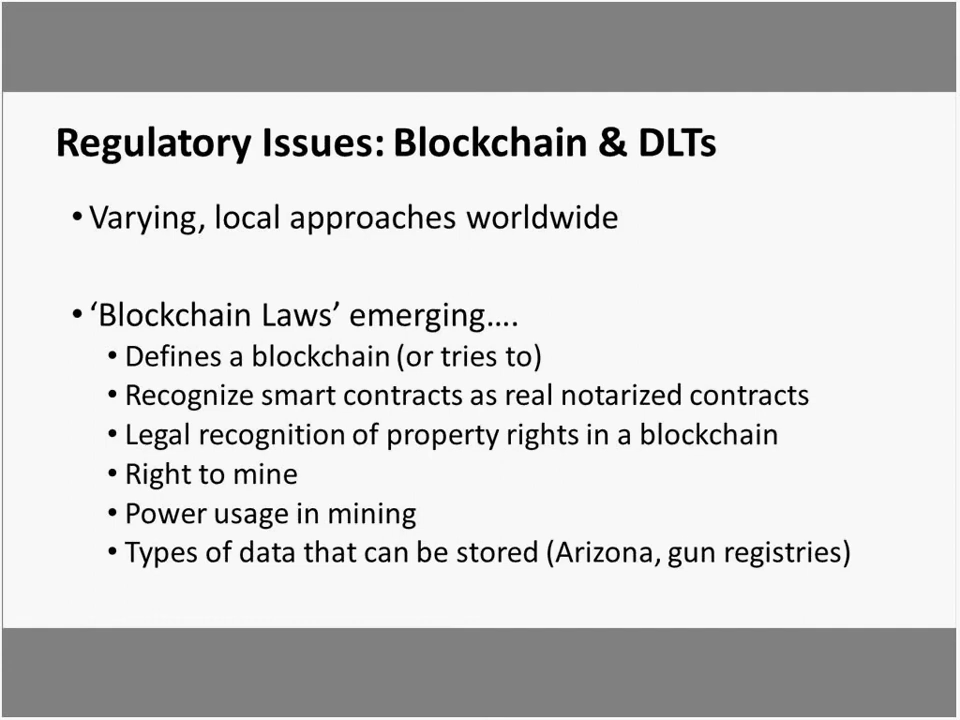 Regulatory Issues: Blockchain & DLTs
• Varying, local approaches worldwide
• ‘Blockchain Laws’ emerging....
• Defines a blockchain (or tries to)
• Recognize smart contracts as real notarized contracts
• Legal recognition of property rights in a blockchain
• Right to mine
• Power usage in mining
• Types of data that can be stored (Arizona, gun registries)